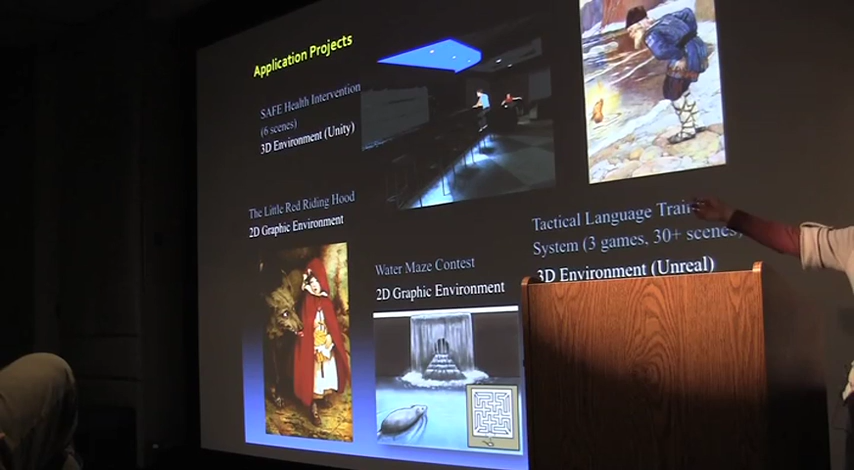 Application Projects
SAFE Health Intervention
(6 scenes)
3D Environment (Unity)
The Little Red Riding Hood
2D Graphic Environment
Water Maze Contest
2D Graphic Environment
Tactical Language Train
System (3 games, 30+ scenes)
3D Environment (Unreal)